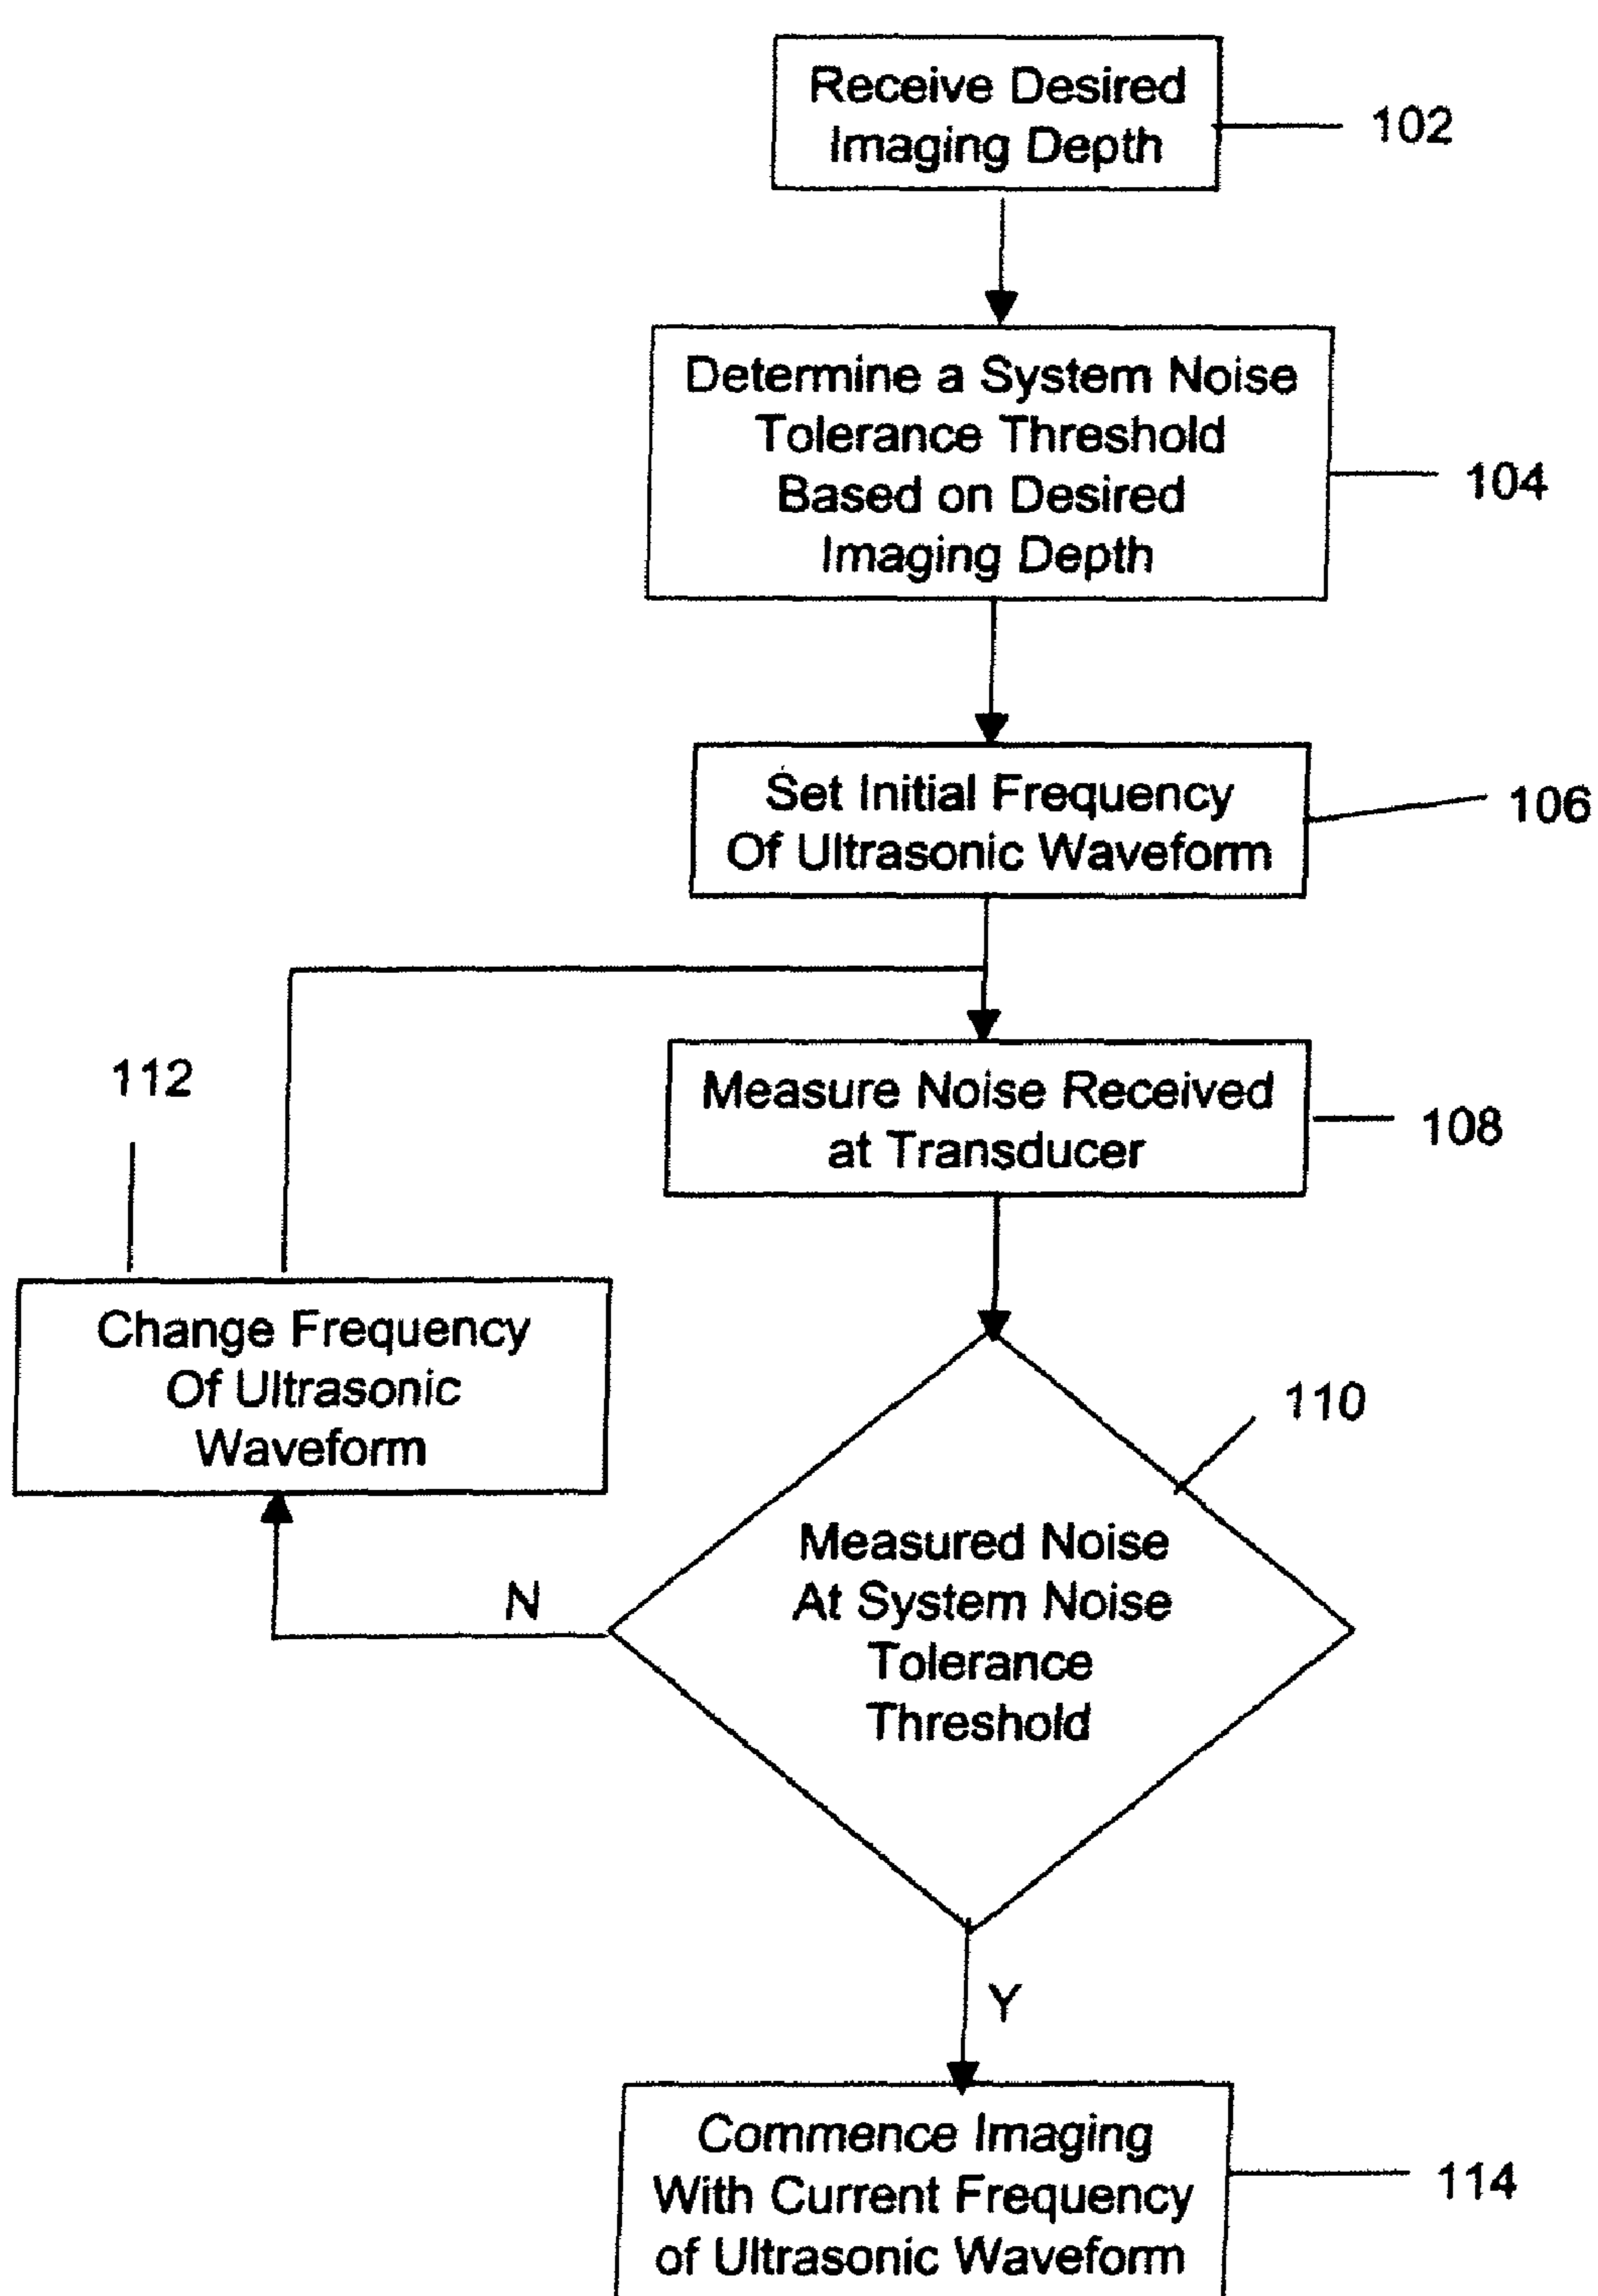 Receive Desired
Imaging Depth
102
Determine a System Noise
Tolerance Threshold
Based on Desired
Imaging Depth
104
Set Initial Frequency
Of Ultrasonic Waveform
106
Measure Noise Received
at Transducer
108
112
Change Frequency
Of Ultrasonic
Waveform
110
Measured Noise
At System Noise
Tolerance
Threshold
N
Y
Commence Imaging
With Current Frequency
of Ultrasonic Waveform
114